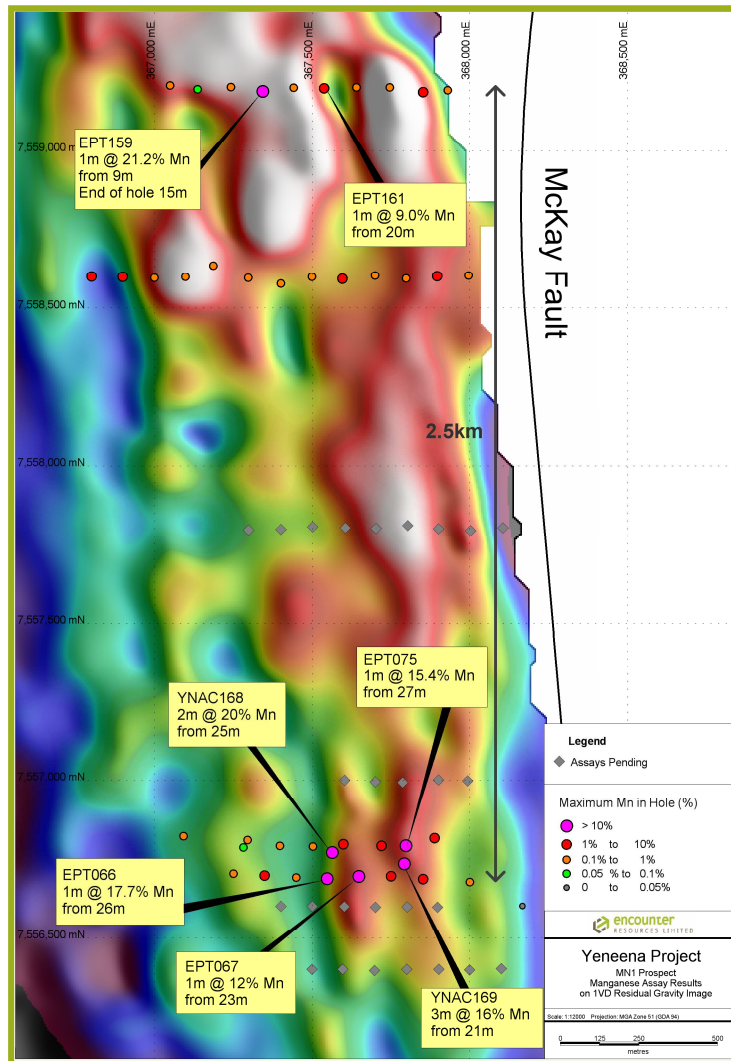 367,000 mE
367,500 mE
368,000 mE
368,500 mE
EPT159
1m @ 21.2% Mn
from 9m
End of hole 15m
7,559,000 m
EPT161
1m @ 9.0% Mn
from 20m
McKay Fault
7,558,500 mN
2.5km
7,558,000 mN
7,557,500 mN
EPT075
1m @ 15.4% Mn
from 27m
YNAC168
2m @ 20% Mn
from 25m
7,557,000 mN
EPT066
1m @ 17.7% Mn
from 26m
7,556,500 mN
EPT067
1m @ 12% Mn
from 23m
YNAC169
3m @ 16% Mn
from 21m
Legend
Assays Pending
Maximum Mn in Hole (%)
> 10%
1% to 10%
0.1% to 1%
0.05 % to 0.1%
0 to 0.05%
encounter
RESOURCES LIMITED
Yeneena Project
MN1 Prospect
Manganese Assay Results
on 1VD Residual Gravity Image
Scale: 1:12000 Projection: MGA Zone 51 (GDA 94)
0 125 250 500
metres